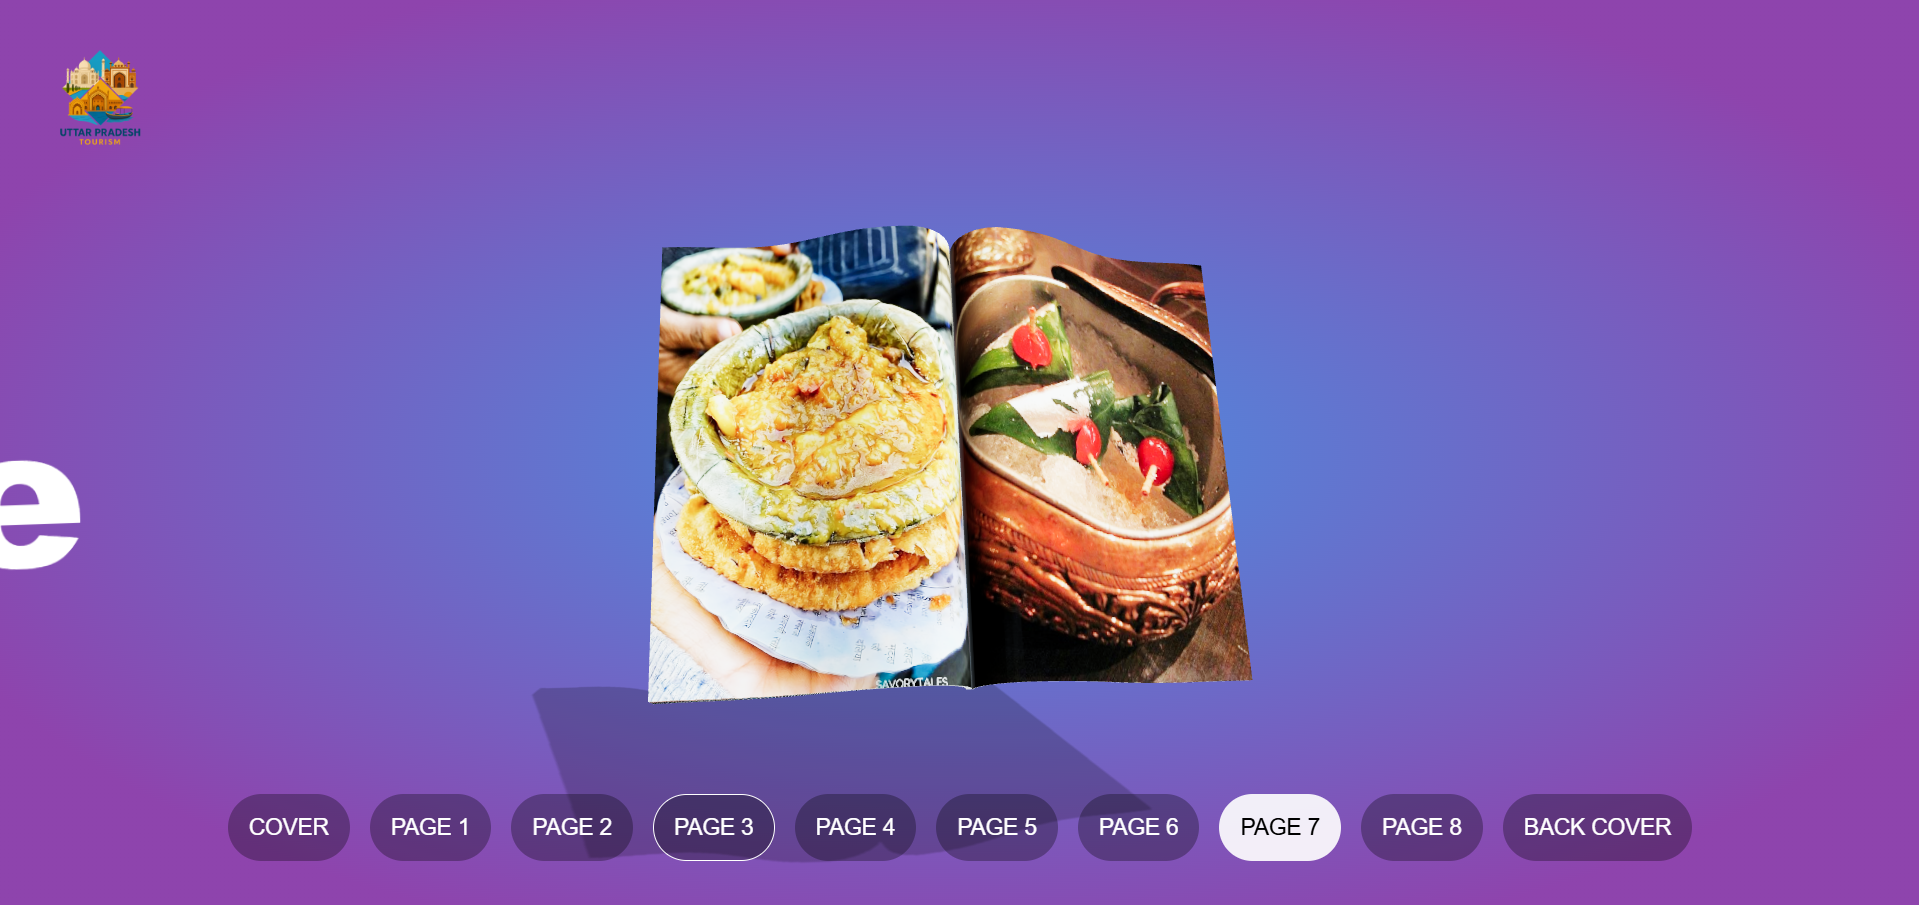 UTTAR PRADESH
TOURISM
e
SAVORYTALES
COVER
PAGE 1
PAGE 2
PAGE 3
PAGE 4
PAGE 5
PAGE 6
PAGE 7
PAGE 8
BACK COVER